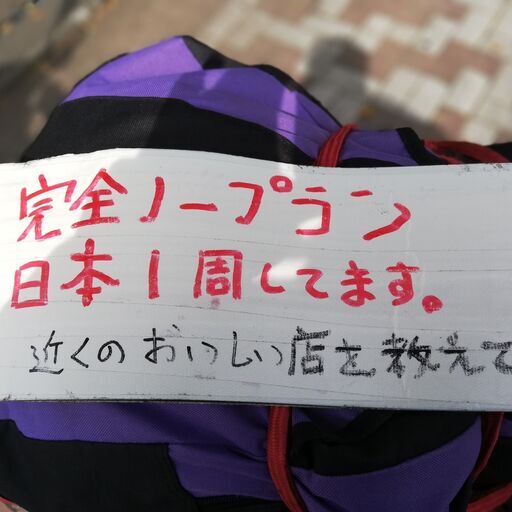 完全ノープラン
日本1周してます。
近くのおいしい店を教えて